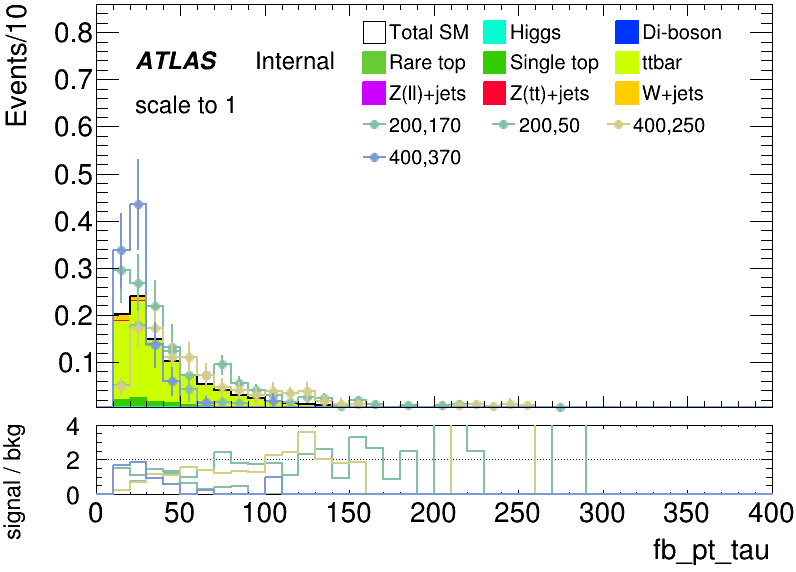 Events/10
0.8
0.7
0.6
0.5
0.4
0.3
0.2
0.1
ATLAS Internal
scale to 1
Total SM Higgs Di-boson
Rare top Single top ttbar
Z(ll)+jets Z(tt)+jets W+jets
200,170 200,50 400,250
400,370
signal / bkg
4
2
0
0 50 100 150 200 250 300 350 400
fb_pt_tau